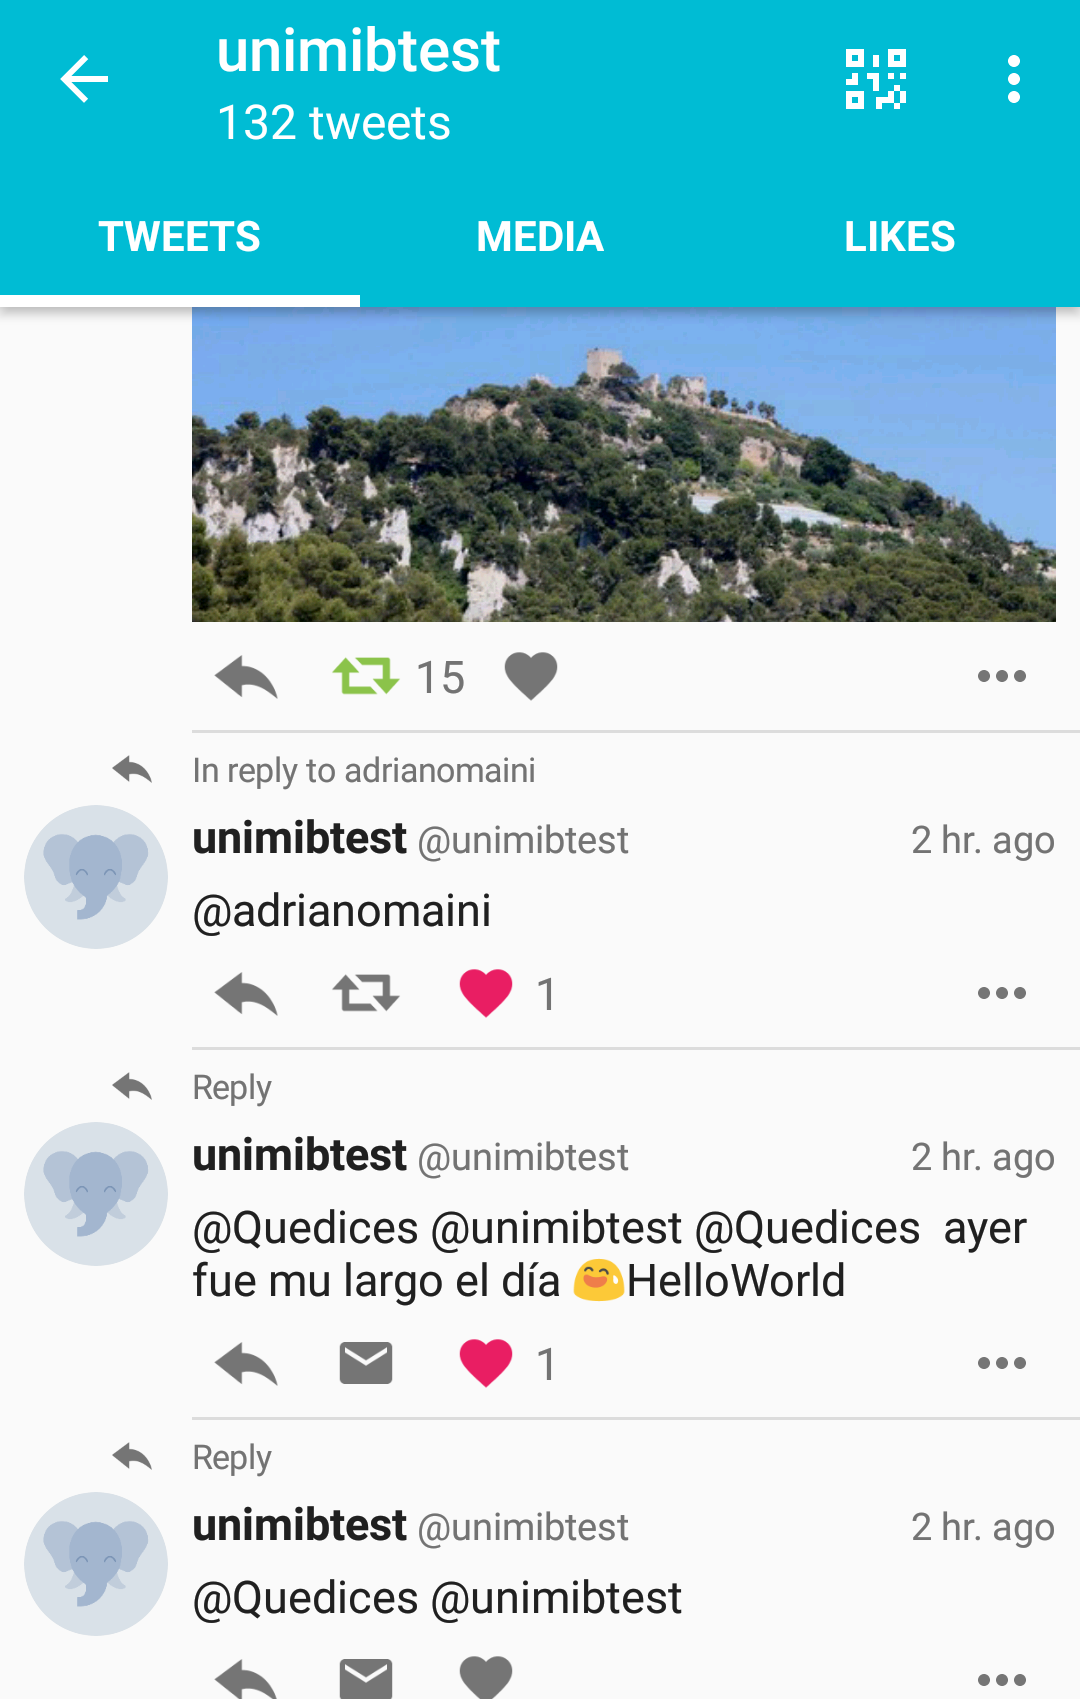 unimibtest
132 tweets
TWEETS MEDIA LIKES
15
In reply to adrianomaini
unimibtest @unimibtest 2 hr. ago
@adrianomaini
1
Reply
unimibtest @unimibtest 2 hr. ago
@Quedices @unimibtest @Quedices  ayer
fue mu largo el día 😅HelloWorld
1
Reply
unimibtest @unimibtest 2 hr. ago
@Quedices @unimibtest